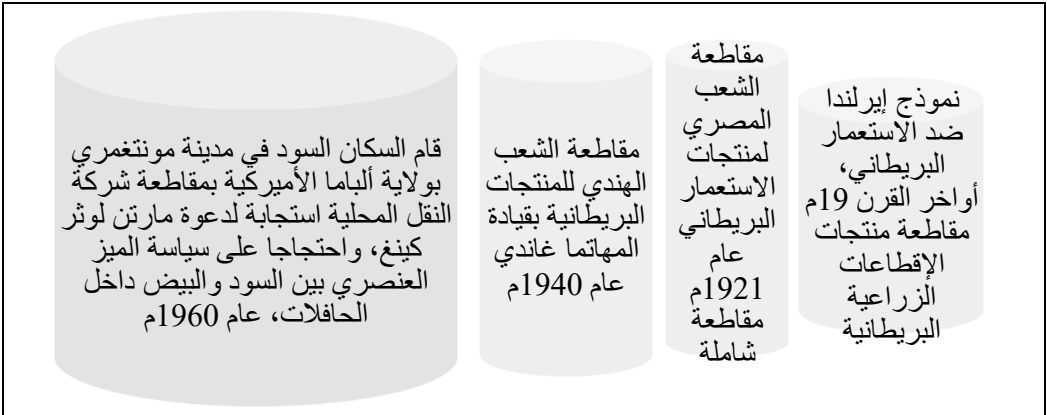 نموذج إيرلندا
ضد الاستعمار
البريطاني،
أواخر القرن 19م
مقاطعة منتجات
الإقطاعات
الزراعية
البريطانية
مقاطعة
الشعب
المصري
لمنتجات
الاستعمار
البريطاني
عام
1921م
مقاطعة
شاملة
مقاطعة الشعب
الهندي للمنتجات
البريطانية بقيادة
المهاتما غاندي
عام 1940م
قام السكان السود في مدينة مونتغمري
بولاية ألباما الأميركية بمقاطعة شركة
النقل المحلية استجابة لدعوة مارتن لوثر
كينغ، واحتجاجا على سياسة الميز
العنصري بين السود والبيض داخل
الحافلات، عام 1960م